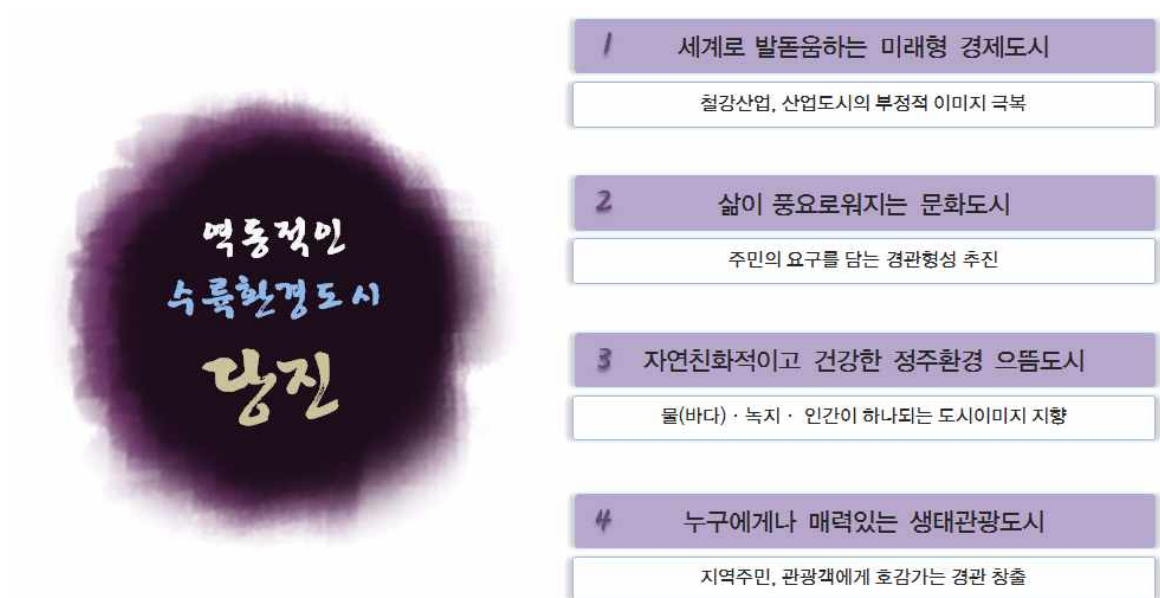 역동적인
수륙환경도시
당진
1 세계로 발돋움하는 미래형 경제도시
철강산업, 산업도시의 부정적 이미지 극복
2 삶이 풍요로워지는 문화도시
주민의 요구를 담는 경관형성 추진
3 자연친화적이고 건강한 정주환경 으뜸도시
물(바다) · 녹지 · 인간이 하나되는 도시이미지 지향
4 누구에게나 매력있는 생태관광도시
지역주민, 관광객에게 호감가는 경관 창출